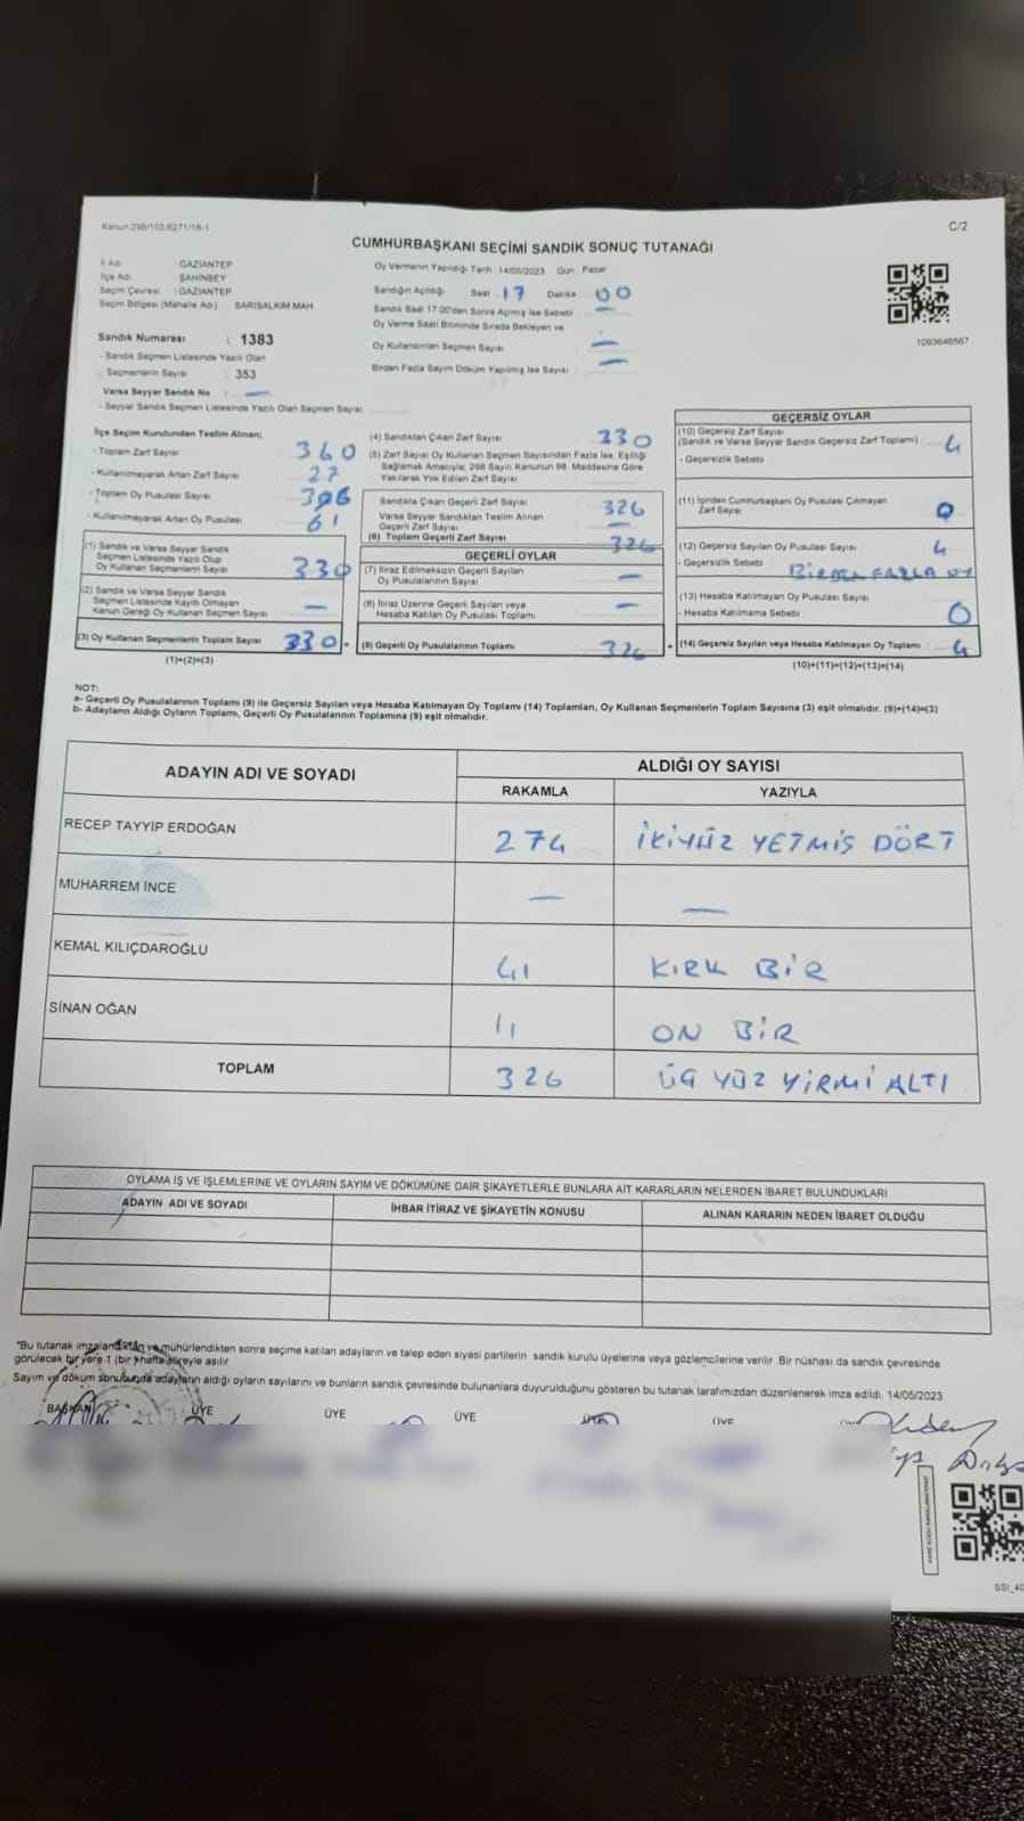 Kanun 298/103,6271/18-1
C/2
CUMHURBAŞKANI SEÇİMİ SANDIK SONUÇ TUTANAĞI
İl Adı : GAZİANTEP
İlçe Adı : ŞAHİNBEY
Seçim Çevresi : GAZİANTEP
Seçim Bölgesi (Mahalle Adı) : SARISALKIM MAH
Sandık Numarası : 1383
- Sandık Seçmen Listesinde Yazılı Olan
Seçmenlerin Sayısı : 353
Varsa Seyyar Sandık No : —
- Seyyar Sandık Seçmen Listesinde Yazılı Olan Seçmen Sayısı
Oy Vermenin Yapıldığı Tarih : 14/05/2023 Gün : Pazar
Sandığın Açıldığı Saat 17 Dakika 00
Sandık Saat 17.00'den Sonra Açılmış İse Sebebi —
Oy Verme Saati Bitiminde Sırada Bekleyen ve
Oy Kullandırılan Seçmen Sayısı —
Birden Fazla Sayım Döküm Yapılmış İse Sayısı —
1093646567
İlçe Seçim Kurulundan Teslim Alınan;
- Toplam Zarf Sayısı 360
- Kullanılmayarak Artan Zarf Sayısı 27
- Toplam Oy Pusulası Sayısı 396
- Kullanılmayarak Artan Oy Pusulası 61
(1) Sandık ve Varsa Seyyar Sandık
Seçmen Listesinde Yazılı Olup
Oy Kullanan Seçmenlerin Sayısı 330
(2) Sandık ve Varsa Seyyar Sandık
Seçmen Listesinde Kayıtlı Olmayan
Kanun Gereği Oy Kullanan Seçmen Sayısı —
(3) Oy Kullanan Seçmenlerin Toplam Sayısı 330 =
(1)+(2)=(3)
(4) Sandıktan Çıkan Zarf Sayısı 330
(5) Zarf Sayısı Oy Kullanan Seçmen Sayısından Fazla İse, Eşitliği
Sağlamak Amacıyla, 298 Sayılı Kanunun 98. Maddesine Göre
Yakılarak Yok Edilen Zarf Sayısı
Sandıkta Çıkan Geçerli Zarf Sayısı 326
Varsa Seyyar Sandıktan Teslim Alınan
Geçerli Zarf Sayısı —
(6) Toplam Geçerli Zarf Sayısı 326
GEÇERLİ OYLAR
(7) İtiraz Edilmeksizin Geçerli Sayılan
Oy Pusulalarının Sayısı —
(8) İtiraz Üzerine Geçerli Sayılan veya
Hesaba Katılan Oy Pusulası Toplamı —
(9) Geçerli Oy Pusulalarının Toplamı 326
GEÇERSİZ OYLAR
(10) Geçersiz Zarf Sayısı
(Sandık ve Varsa Seyyar Sandık Geçersiz Zarf Toplamı) 4
- Geçersizlik Sebebi
(11) İçinden Cumhurbaşkanı Oy Pusulası Çıkmayan
Zarf Sayısı 0
(12) Geçersiz Sayılan Oy Pusulası Sayısı 4
- Geçersizlik Sebebi BİRDEN FAZLA OY
(13) Hesaba Katılmayan Oy Pusulası Sayısı
- Hesaba Katılmama Sebebi 0
+ (14) Geçersiz Sayılan veya Hesaba Katılmayan Oy Toplamı 4
(10)+(11)+(12)+(13)=(14)
NOT:
a- Geçerli Oy Pusulalarının Toplamı (9) ile Geçersiz Sayılan veya Hesaba Katılmayan Oy Toplamı (14) Toplamları, Oy Kullanan Seçmenlerin Toplam Sayısına (3) eşit olmalıdır. (9)+(14)=(3)
b- Adayların Aldığı Oyların Toplamı, Geçerli Oy Pusulalarının Toplamına (9) eşit olmalıdır.
ADAYIN ADI VE SOYADI
ALDIĞI OY SAYISI
RAKAMLA YAZIYLA
RECEP TAYYİP ERDOĞAN 274 İKİYÜZ YETMİŞ DÖRT
MUHARREM İNCE — —
KEMAL KILIÇDAROĞLU 41 KIRK BİR
SİNAN OĞAN 11 ON BİR
TOPLAM 326 ÜÇ YÜZ YİRMİ ALTI
OYLAMA İŞ VE İŞLEMLERİNE VE OYLARIN SAYIM VE DÖKÜMÜNE DAİR ŞİKAYETLERLE BUNLARA AİT KARARLARIN NELERDEN İBARET BULUNDUKLARI
ADAYIN ADI VE SOYADI İHBAR İTİRAZ VE ŞİKAYETİN KONUSU ALINAN KARARIN NEDEN İBARET OLDUĞU
"Bu tutanak imzalandıktan ve mühürlendikten sonra seçime katılan adayların ve talep eden siyasi partilerin sandık kurulu üyelerine veya gözlemcilerine verilir. Bir nüshası da sandık çevresinde
görülecek bir yere 1 (bir) hafta süreyle asılır
Sayım ve döküm sonucunda adayların aldığı oyların sayılarını ve bunların sandık çevresinde bulunanlara duyurulduğunu gösteren bu tutanak tarafımızdan düzenlenerek imza edildi. 14/05/2023
BAŞKAN ÜYE ÜYE ÜYE ÜYE ÜYE